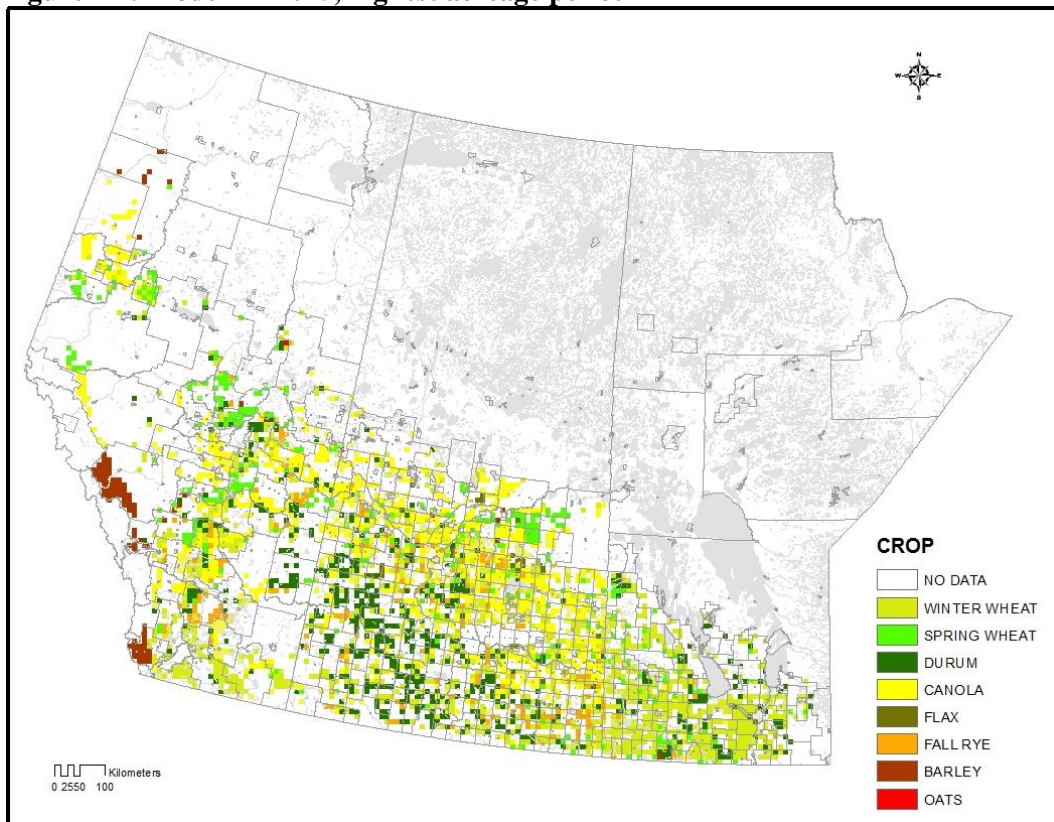 N
W E
S
CROP
NO DATA
WINTER WHEAT
SPRING WHEAT
DURUM
CANOLA
FLAX
FALL RYE
BARLEY
OATS
Kilometers
0 2550 100